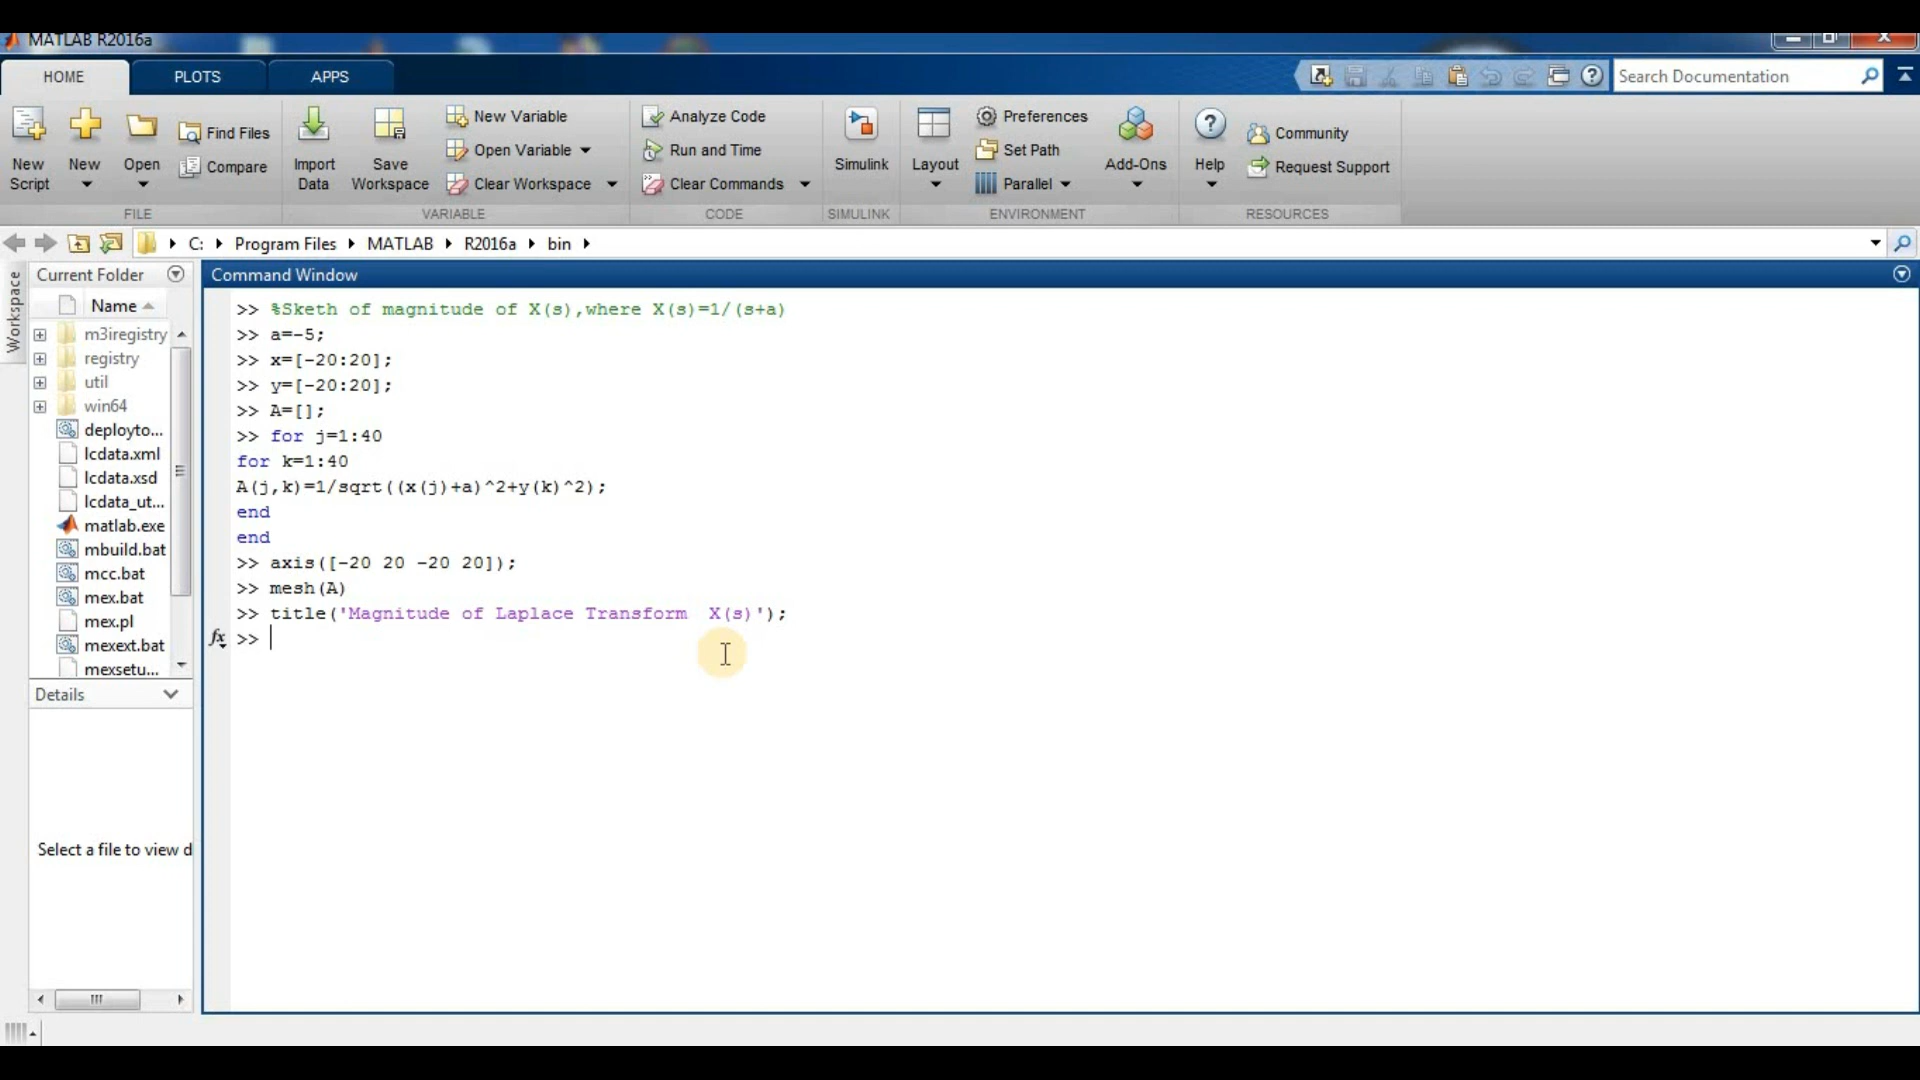 MATLAB R2016a
HOME PLOTS APPS
Search Documentation
New Script
New
Open
Find Files
Compare
FILE
Import Data
Save Workspace
New Variable
Open Variable
Clear Workspace
VARIABLE
Analyze Code
Run and Time
Clear Commands
CODE
Simulink
SIMULINK
Layout
Preferences
Set Path
Parallel
Add-Ons
ENVIRONMENT
Help
Community
Request Support
RESOURCES
C: Program Files MATLAB R2016a bin
Workspace
Current Folder
Name
m3iregistry
registry
util
win64
deployto...
lcdata.xml
lcdata.xsd
lcdata_ut...
matlab.exe
mbuild.bat
mcc.bat
mex.bat
mex.pl
mexext.bat
mexsetu...
Details
Select a file to view d
Command Window
>> %Sketh of magnitude of X(s),where X(s)=1/(s+a)
>> a=-5;
>> x=[-20:20];
>> y=[-20:20];
>> A=[];
>> for j=1:40
for k=1:40
A(j,k)=1/sqrt((x(j)+a)^2+y(k)^2);
end
end
>> axis([-20 20 -20 20]);
>> mesh(A)
>> title('Magnitude of Laplace Transform  X(s)');
fx >>